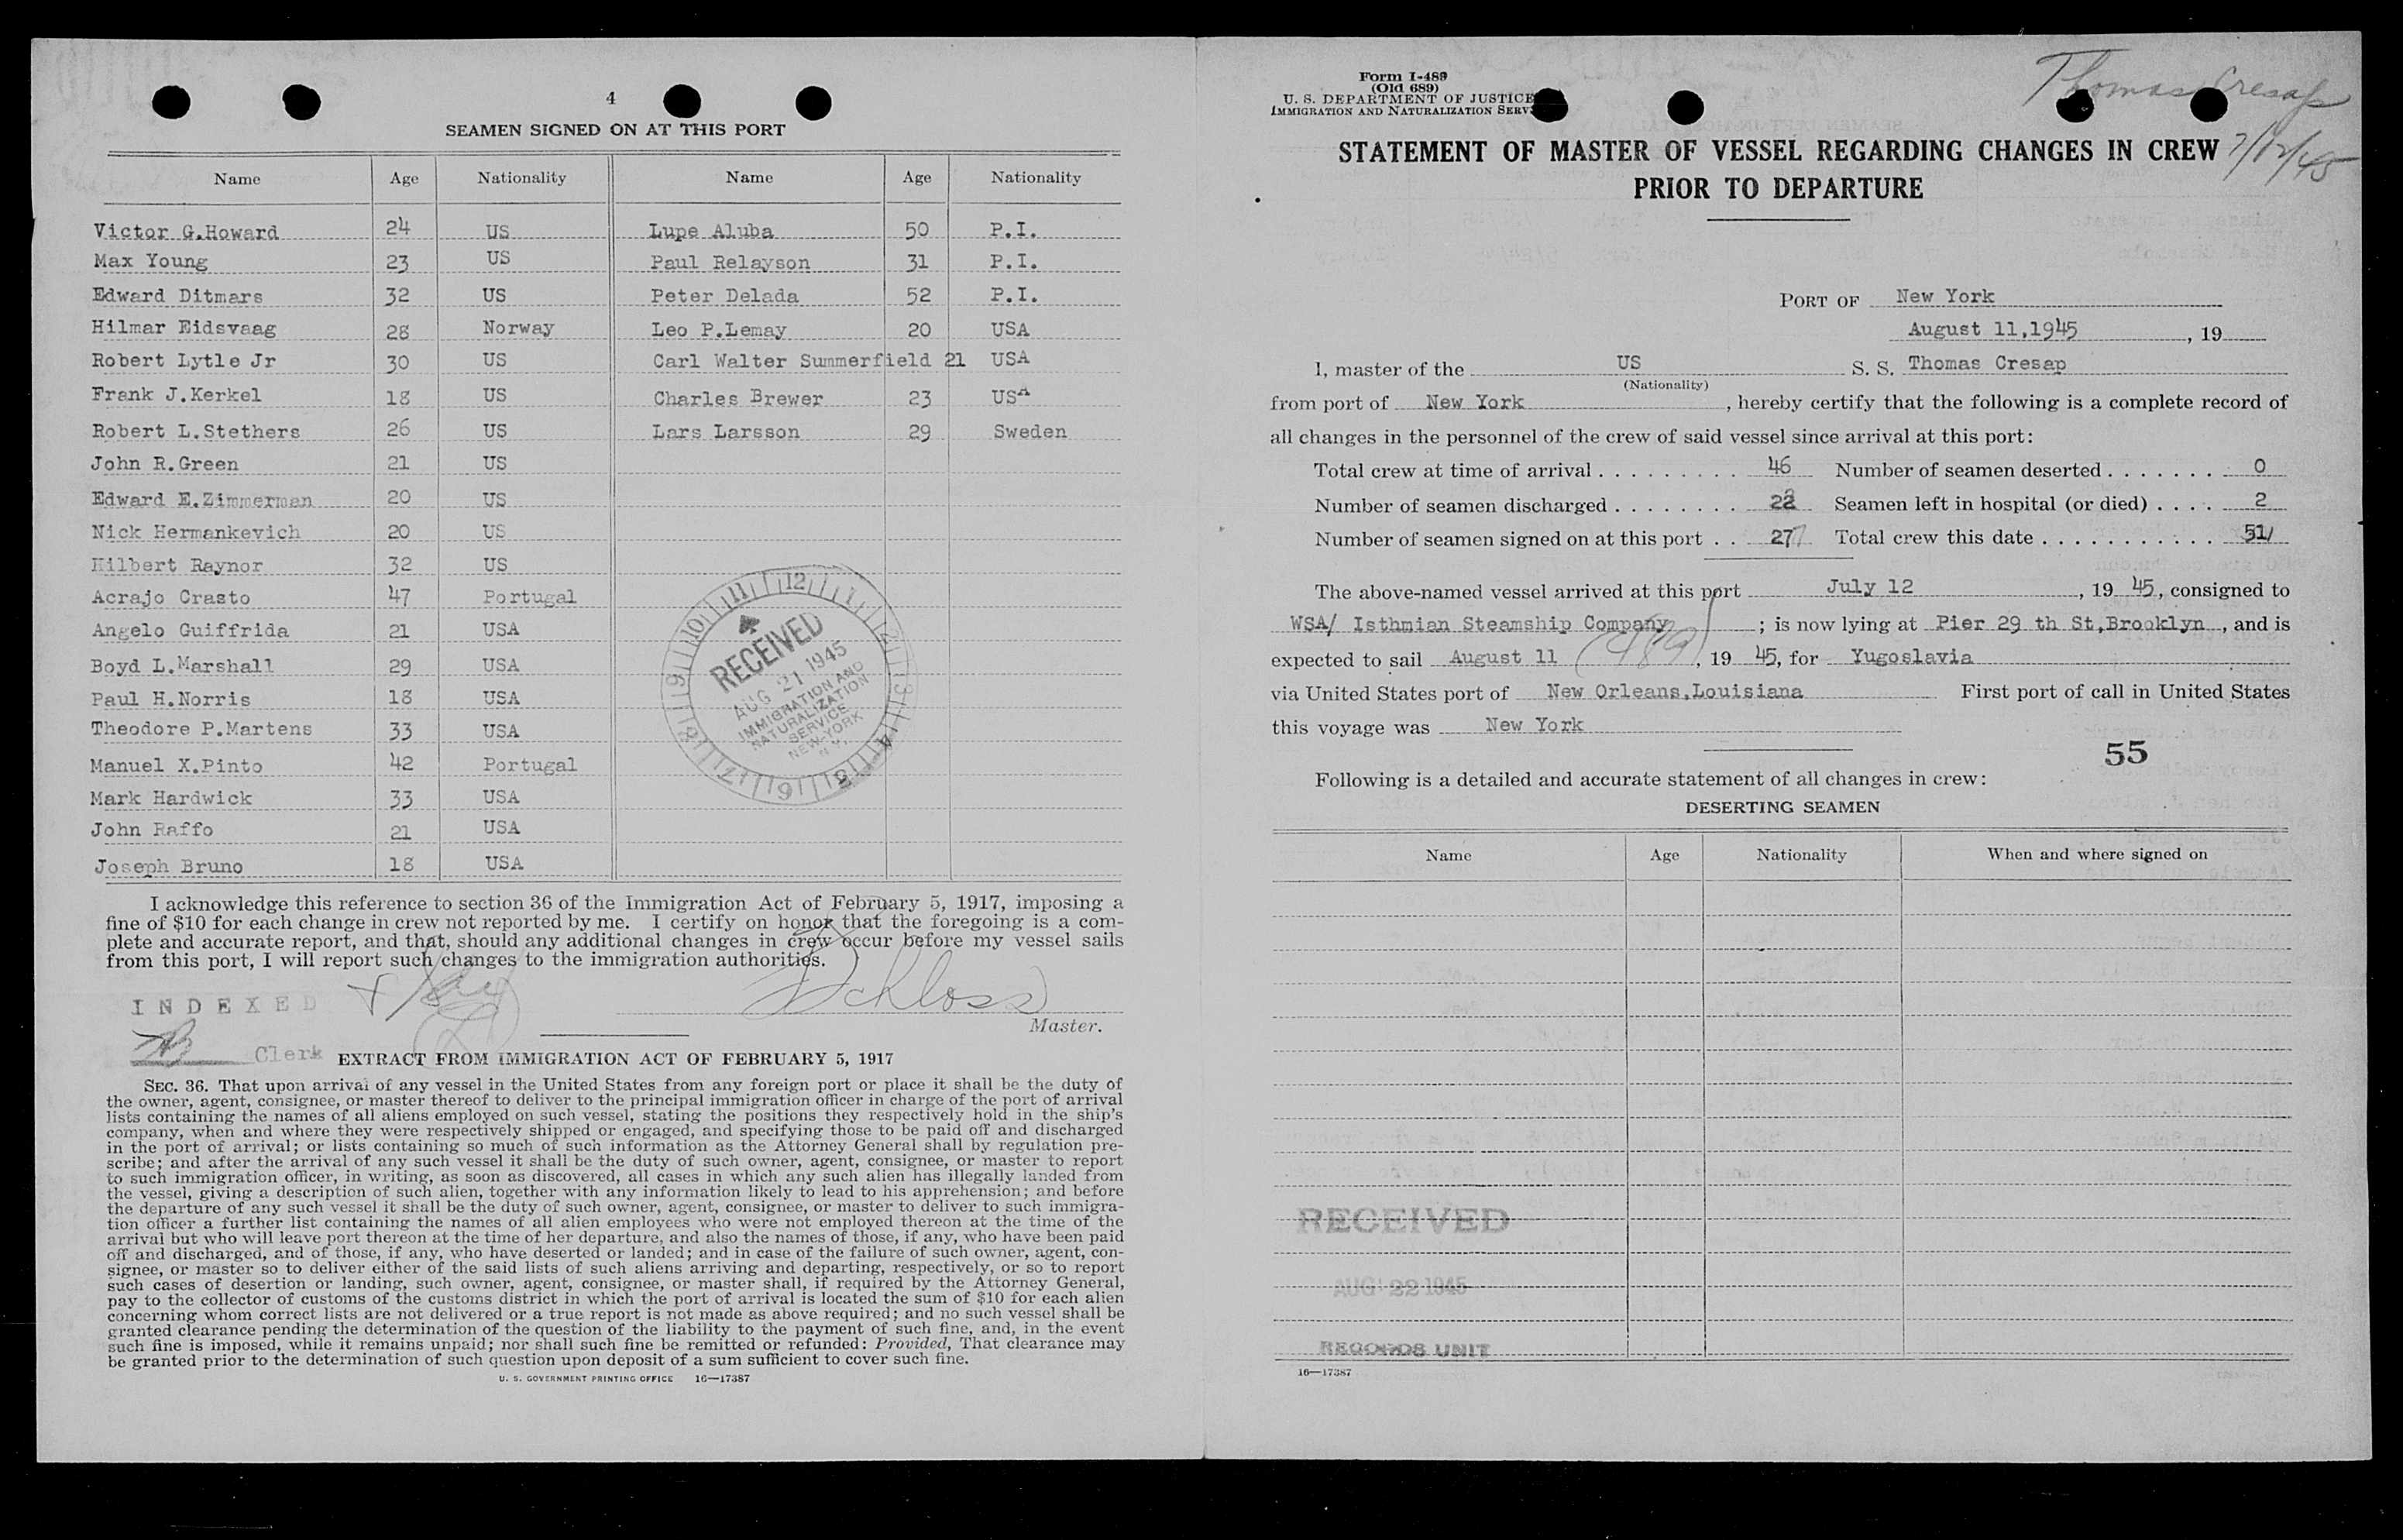 4
SEAMEN SIGNED ON AT THIS PORT
Name Age Nationality Name Age Nationality
Victor G.Howard 24 US Lupe Aluba 50 P.I.
Max Young 23 US Paul Relayson 31 P.I.
Edward Ditmars 32 US Peter Delada 52 P.I.
Hilmar Eidsvaag 28 Norway Leo P.Lemay 20 USA
Robert Lytle Jr 30 US Carl Walter Summerfield 21 USA
Frank J.Kerkel 18 US Charles Brewer 23 USA
Robert L.Stethers 26 US Lars Larsson 29 Sweden
John R.Green 21 US
Edward E.Zimmerman 20 US
Nick Hermankevich 20 US
Hilbert Raynor 32 US
Acrajo Crasto 47 Portugal
Angelo Guiffrida 21 USA
Boyd L.Marshall 29 USA
Paul H.Norris 18 USA
Theodore P.Martens 33 USA
Manuel X.Pinto 42 Portugal
Mark Hardwick 33 USA
John Raffo 21 USA
Joseph Bruno 18 USA
12 1 2 3 4 5 6 7 8 9 10 11
RECEIVED
AUG 21 1945
IMMIGRATION AND
NATURALIZATION
SERVICE
NEW YORK
N.Y.
I acknowledge this reference to section 36 of the Immigration Act of February 5, 1917, imposing a
fine of $10 for each change in crew not reported by me. I certify on honor that the foregoing is a com-
plete and accurate report, and that, should any additional changes in crew occur before my vessel sails
from this port, I will report such changes to the immigration authorities.
INDEXED
Schloss
Master.
Clerk
EXTRACT FROM IMMIGRATION ACT OF FEBRUARY 5, 1917
SEC. 36. That upon arrival of any vessel in the United States from any foreign port or place it shall be the duty of
the owner, agent, consignee, or master thereof to deliver to the principal immigration officer in charge of the port of arrival
lists containing the names of all aliens employed on such vessel, stating the positions they respectively hold in the ship's
company, when and where they were respectively shipped or engaged, and specifying those to be paid off and discharged
in the port of arrival; or lists containing so much of such information as the Attorney General shall by regulation pre-
scribe; and after the arrival of any such vessel it shall be the duty of such owner, agent, consignee, or master to report
to such immigration officer, in writing, as soon as discovered, all cases in which any such alien has illegally landed from
the vessel, giving a description of such alien, together with any information likely to lead to his apprehension; and before
the departure of any such vessel it shall be the duty of such owner, agent, consignee, or master to deliver to such immigra-
tion officer a further list containing the names of all alien employees who were not employed thereon at the time of the
arrival but who will leave port thereon at the time of her departure, and also the names of those, if any, who have been paid
off and discharged, and of those, if any, who have deserted or landed; and in case of the failure of such owner, agent, con-
signee, or master so to deliver either of the said lists of such aliens arriving and departing, respectively, or so to report
such cases of desertion or landing, such owner, agent, consignee, or master shall, if required by the Attorney General,
pay to the collector of customs of the customs district in which the port of arrival is located the sum of $10 for each alien
concerning whom correct lists are not delivered or a true report is not made as above required; and no such vessel shall be
granted clearance pending the determination of the question of the liability to the payment of such fine, and, in the event
such fine is imposed, while it remains unpaid; nor shall such fine be remitted or refunded: Provided, That clearance may
be granted prior to the determination of such question upon deposit of a sum sufficient to cover such fine.
U. S. GOVERNMENT PRINTING OFFICE 16—17387
Form I-489
(Old 689)
U. S. DEPARTMENT OF JUSTICE
IMMIGRATION AND NATURALIZATION SERV
Thomas Cresap
7/12/45
STATEMENT OF MASTER OF VESSEL REGARDING CHANGES IN CREW
PRIOR TO DEPARTURE
PORT OF New York
August 11,1945, 19
I, master of the US S. S. Thomas Cresap
(Nationality)
from port of New York, hereby certify that the following is a complete record of
all changes in the personnel of the crew of said vessel since arrival at this port:
Total crew at time of arrival . . . . . . . . . . 46 Number of seamen deserted . . . . . . . . 0
Number of seamen discharged . . . . . . . . 22 Seamen left in hospital (or died) . . . . 2
Number of seamen signed on at this port . . 27 Total crew this date . . . . . . . . . . . 51
The above-named vessel arrived at this port July 12, 19 45, consigned to
WSA/ Isthmian Steamship Company; is now lying at Pier 29 th St,Brooklyn, and is
expected to sail August 11 (489), 19 45, for Yugoslavia
via United States port of New Orleans,Louisiana First port of call in United States
this voyage was New York
55
Following is a detailed and accurate statement of all changes in crew:
DESERTING SEAMEN
Name Age Nationality When and where signed on
RECEIVED
AUG 22 1945
RECORDS UNIT
16—17387